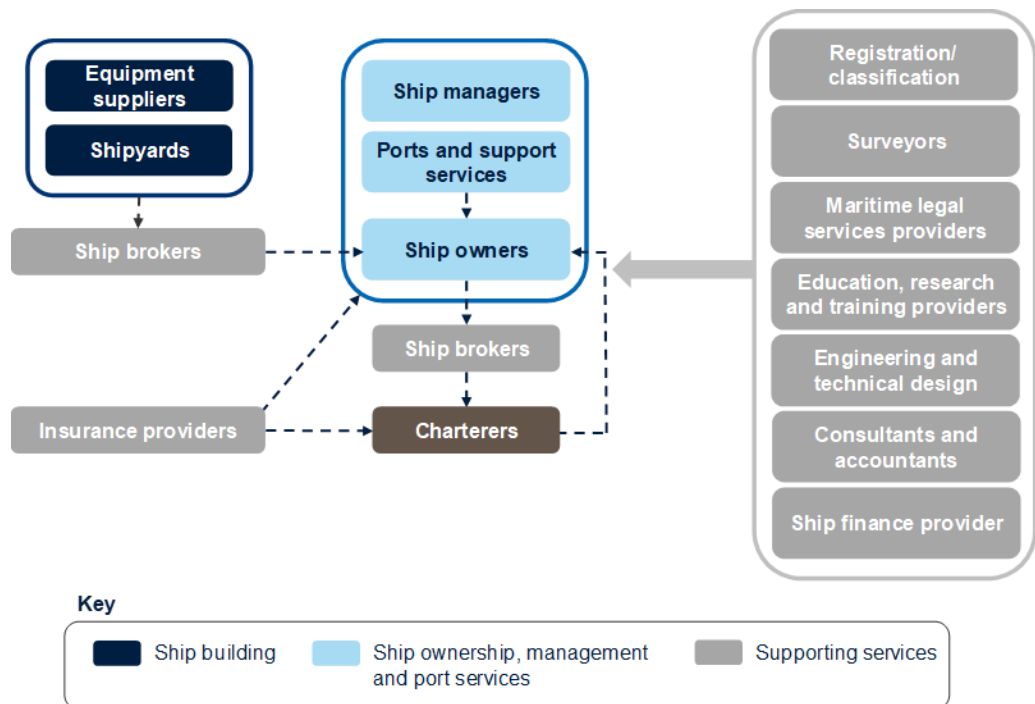 Equipment
suppliers
Shipyards
Ship brokers
Insurance providers
Ship managers
Ports and support
services
Ship owners
Ship brokers
Charterers
Registration/
classification
Surveyors
Maritime legal
services providers
Education, research
and training providers
Engineering and
technical design
Consultants and
accountants
Ship finance provider
Key
Ship building
Ship ownership, management
and port services
Supporting services